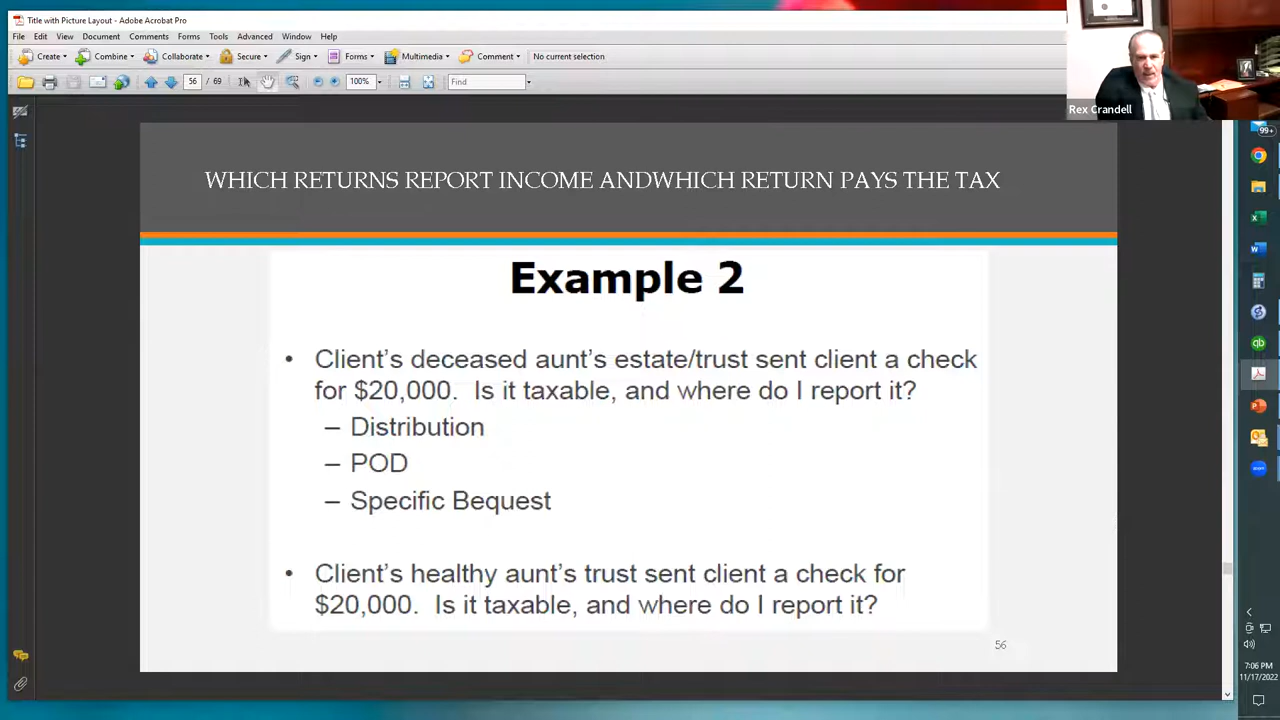 Title with Picture Layout - Adobe Acrobat Pro
File Edit View Document Comments Forms Tools Advanced Window Help
Create Combine Collaborate Secure Sign Forms Multimedia Comment No current selection
56 / 69 100% Find
Rex Crandell
99+
WHICH RETURNS REPORT INCOME ANDWHICH RETURN PAYS THE TAX
Example 2
• Client's deceased aunt's estate/trust sent client a check
for $20,000. Is it taxable, and where do I report it?
– Distribution
– POD
– Specific Bequest
• Client's healthy aunt's trust sent client a check for
$20,000. Is it taxable, and where do I report it?
56
7:06 PM
11/17/2022